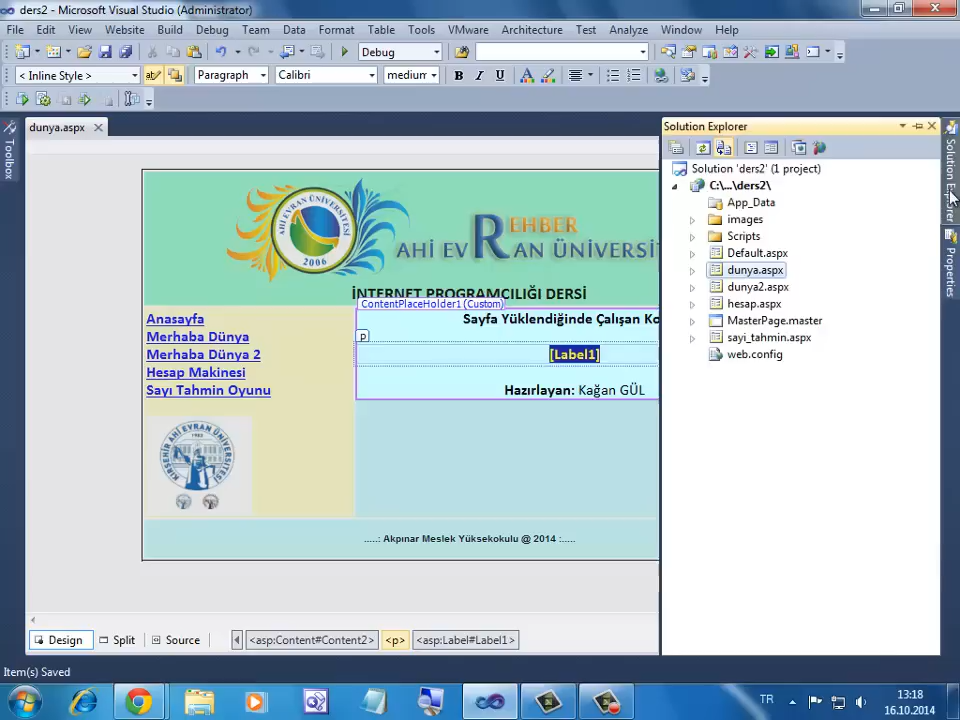 ders2 - Microsoft Visual Studio (Administrator)
File Edit View Website Build Debug Team Data Format Table Tools VMware Architecture Test Analyze Window Help
Debug
< Inline Style > Paragraph Calibri medium B I U A
dunya.aspx
Toolbox
AHİ EVRAN ÜNİVERSİTESİ
2006
REHBER
AHİ EVRAN ÜNİVERSİT
İNTERNET PROGRAMCILIĞI DERSİ
ContentPlaceHolder1 (Custom)
Anasayfa
Merhaba Dünya
Merhaba Dünya 2
Hesap Makinesi
Sayı Tahmin Oyunu
Sayfa Yüklendiğinde Çalışan Ko
p
[Label1]
Hazırlayan: Kağan GÜL
.....: Akpınar Meslek Yüksekokulu @ 2014 :.....
Design Split Source <asp:Content#Content2> <p> <asp:Label#Label1>
Solution Explorer
Solution 'ders2' (1 project)
C:\...\ders2\
App_Data
images
Scripts
Default.aspx
dunya.aspx
dunya2.aspx
hesap.aspx
MasterPage.master
sayi_tahmin.aspx
web.config
Solution Explorer
Properties
Item(s) Saved
TR
13:18
16.10.2014